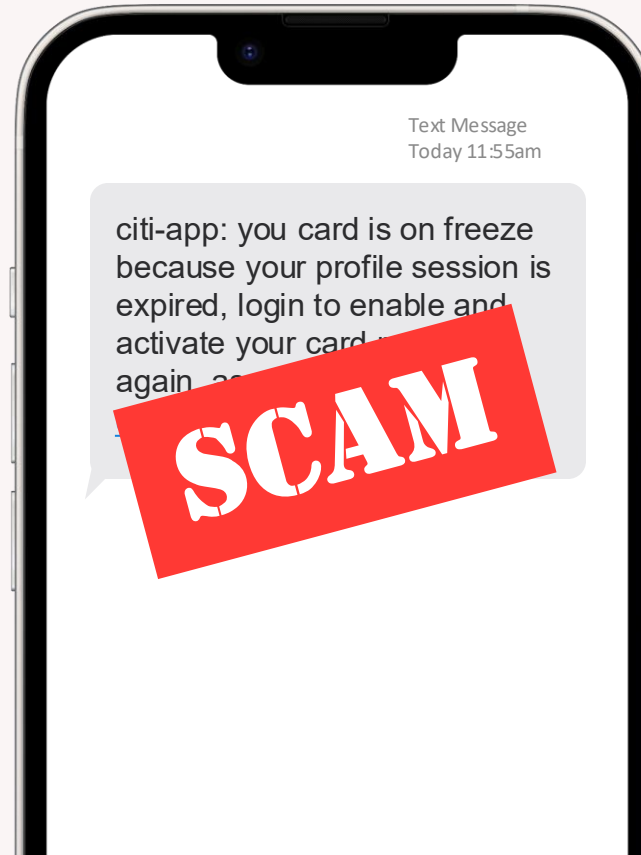 Text Message
Today 11:55am
citi-app: you card is on freeze
because your profile session is
expired, login to enable and
activate your card
again,
SCAM